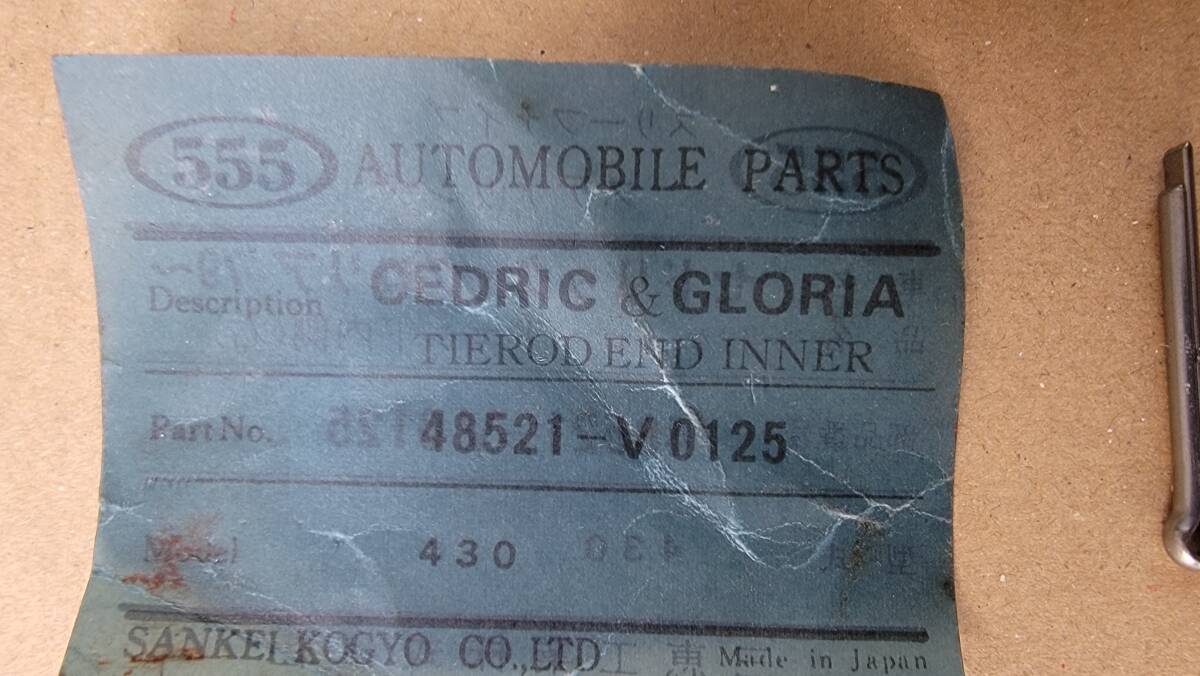 555 AUTOMOBILE PARTS
Description CEDRIC & GLORIA
TIEROD END INNER
Part No. 48521-V0125
Model 430
SANKEI KOGYO CO.,LTD Made in Japan